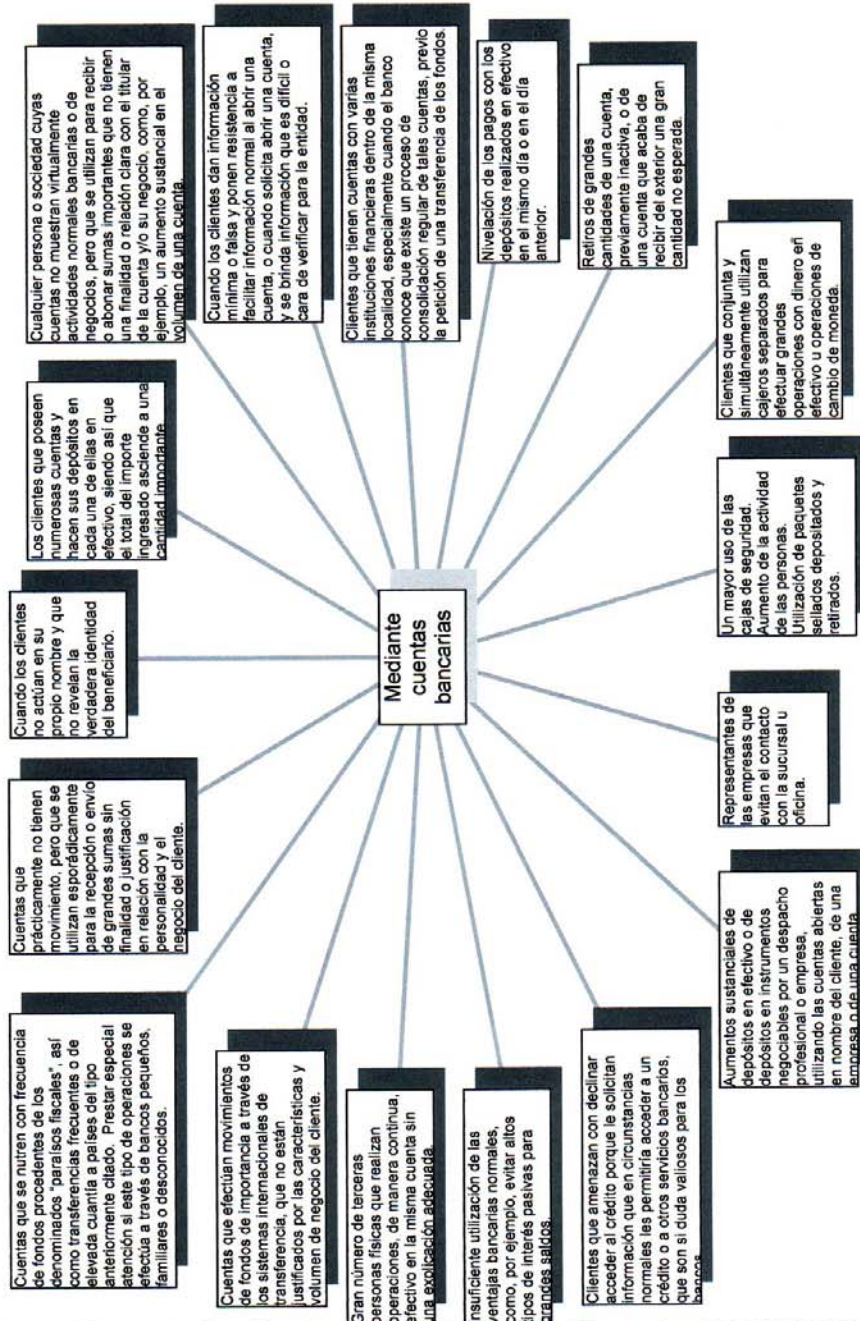 Cuentas que se nutren con frecuencia
de fondos procedentes de los
denominados "paraísos fiscales", así
como transferencias frecuentes o de
elevada cuantía a países del tipo
anteriormente citado. Prestar especial
atención si este tipo de operaciones se
efectúa a través de bancos pequeños,
familiares o desconocidos.
Cuentas que
prácticamente no tienen
movimiento, pero que se
utilizan esporádicamente
para la recepción o envío
de grandes sumas sin
finalidad o justificación
en relación con la
personalidad y el
negocio del cliente.
Cuando los clientes
no actúan en su
propio nombre y que
no revelan la
verdadera identidad
del beneficiario.
Los clientes que poseen
numerosas cuentas y
hacen sus depósitos en
cada una de ellas en
efectivo, siendo así que
el total del importe
ingresado asciende a una
cantidad importante
Cualquier persona o sociedad cuyas
cuentas no muestran virtualmente
actividades normales bancarias o de
negocios, pero que se utilizan para recibir
o abonar sumas importantes que no tienen
una finalidad o relación clara con el titular
de la cuenta y/o su negocio, como, por
ejemplo, un aumento sustancial en el
volumen de una cuenta.
Cuando los clientes dan información
mínima o falsa y ponen resistencia a
facilitar información normal al abrir una
cuenta, o cuando solicita abrir una cuenta,
y se brinda información que es difícil o
cara de verificar para la entidad.
Clientes que tienen cuentas con varias
instituciones financieras dentro de la misma
localidad, especialmente cuando el banco
conoce que existe un proceso de
consolidación regular de tales cuentas, previo
la petición de una transferencia de los fondos.
Nivelación de los pagos con los
depósitos realizados en efectivo
en el mismo día o en el día
anterior.
Retiros de grandes
cantidades de una cuenta,
previamente inactiva, o de
una cuenta que acaba de
recibir del exterior una gran
cantidad no esperada.
Mediante
cuentas
bancarias
Cuentas que efectúan movimientos
de fondos de importancia a través de
los sistemas internacionales de
transferencia, que no están
justificados por las características y
volumen de negocio del cliente.
Gran número de terceras
personas físicas que realizan
operaciones, de manera continua,
efectivo en la misma cuenta sin
una explicación adecuada.
nsuficiente utilización de las
ventajas bancarias normales,
como, por ejemplo, evitar altos
tipos de interés pasivas para
grandes saldos.
Clientes que amenazan con declinar
acceder al crédito porque le solicitan
información que en circunstancias
normales les permitiría acceder a un
crédito o a otros servicios bancarios,
que son si duda valiosos para los
bancos
Aumentos sustanciales de
depósitos en efectivo o de
depósitos en instrumentos
negociables por un despacho
profesional o empresa,
utilizando las cuentas abiertas
en nombre del cliente, de una
empresa o de una cuenta
Representantes de
las empresas que
evitan el contacto
con la sucursal u
oficina.
Un mayor uso de las
cajas de seguridad.
Aumento de la actividad
de las personas.
Utilización de paquetes
sellados depositados y
retirados.
Clientes que conjunta y
simultáneamente utilizan
cajeros separados para
efectuar grandes
operaciones con dinero en
efectivo u operaciones de
cambio de moneda.